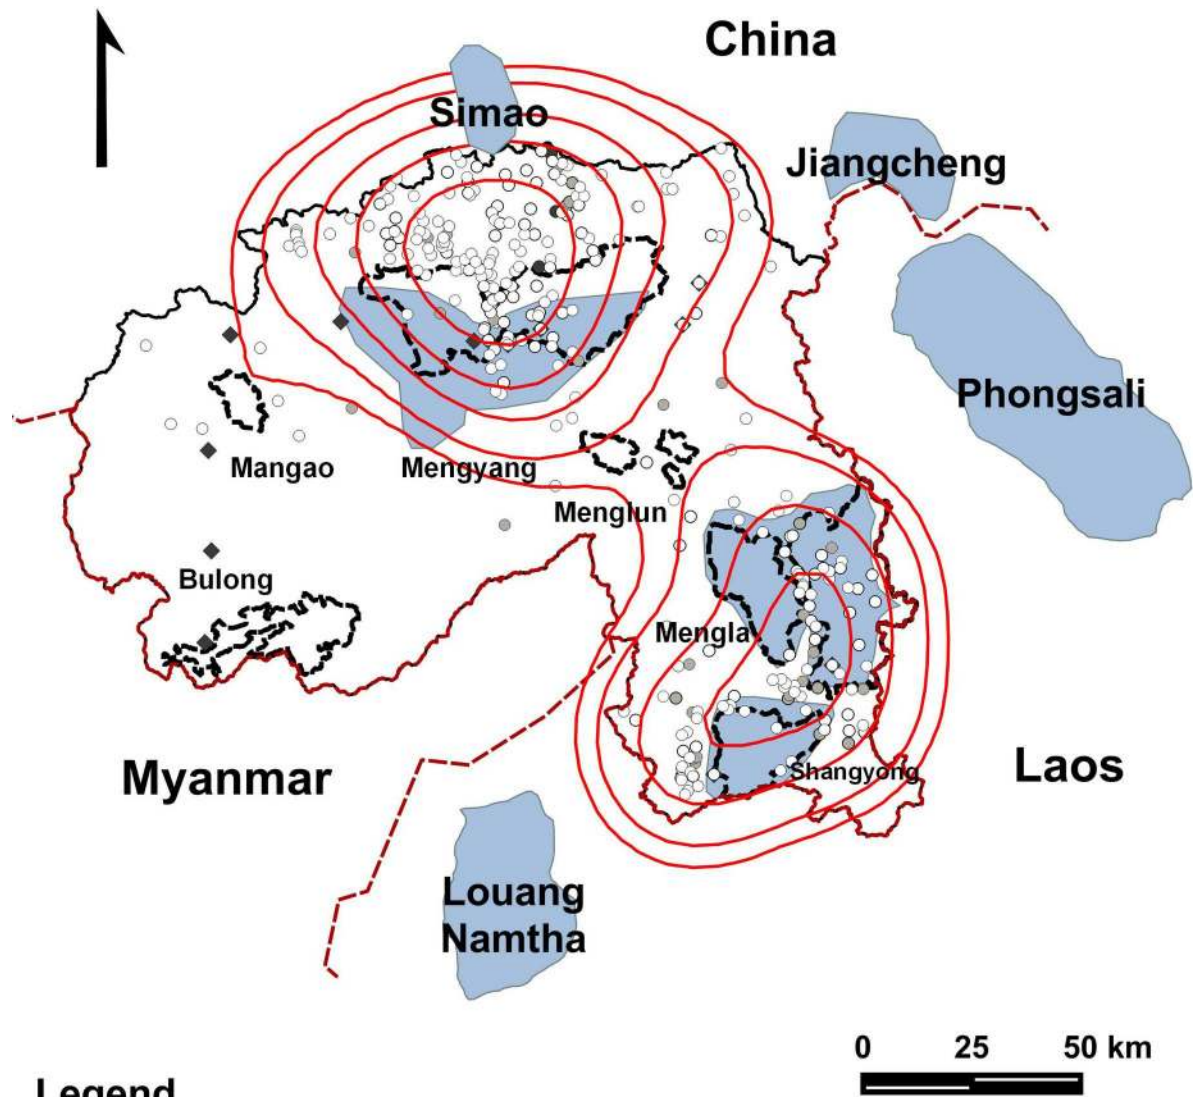 China
Simao
Jiangcheng
Phongsali
Mangao
Mengyang
Menglun
Bulong
Mengla
Myanmar
Shangyong
Laos
Louang
Namtha
0 25 50 km
Legend